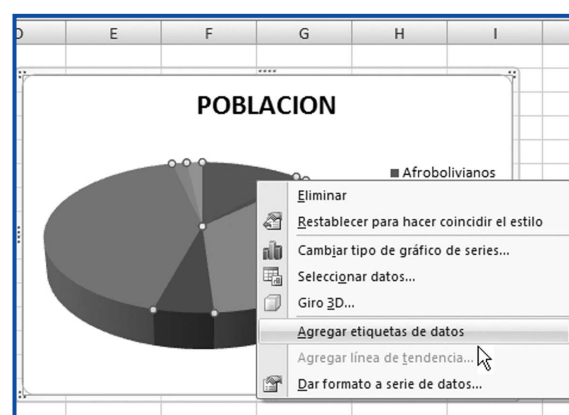 D E F G H I
POBLACION
Afrobolivianos
Eliminar
Restablecer para hacer coincidir el estilo
Cambiar tipo de gráfico de series...
Seleccionar datos...
Giro 3D...
Agregar etiquetas de datos
Agregar línea de tendencia...
Dar formato a serie de datos...